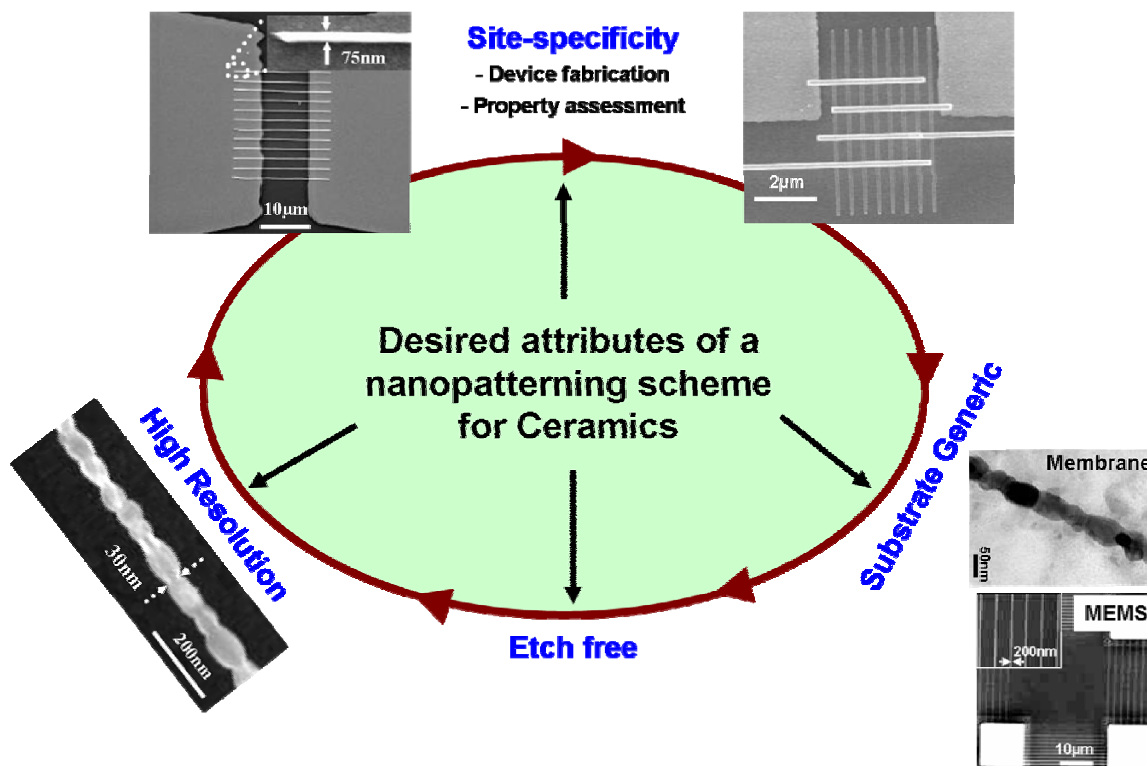 75nm
10µm
Site-specificity
- Device fabrication
- Property assessment
2µm
Desired attributes of a
nanopatterning scheme
for Ceramics
High Resolution
30nm
200nm
Substrate Generic
Membrane
50nm
MEMS
200nm
10µm
Etch free